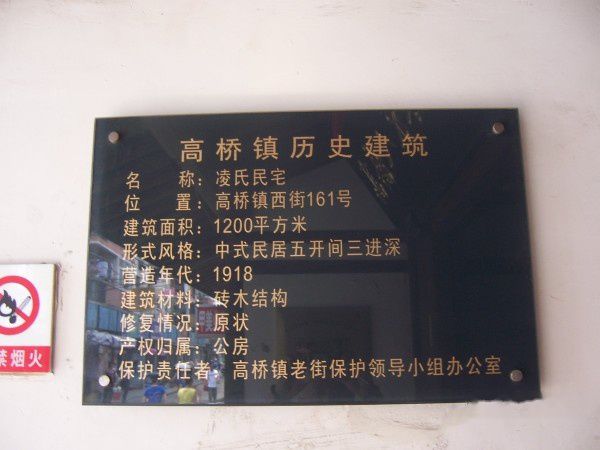 高桥镇历史建筑
名 称：凌氏民宅
位 置：高桥镇西街161号
建筑面积：1200平方米
形式风格：中式民居五开间三进深
营造年代：1918
建筑材料：砖木结构
修复情况：原状
产权归属：公房
保护责任者：高桥镇老街保护领导小组办公室
禁烟火